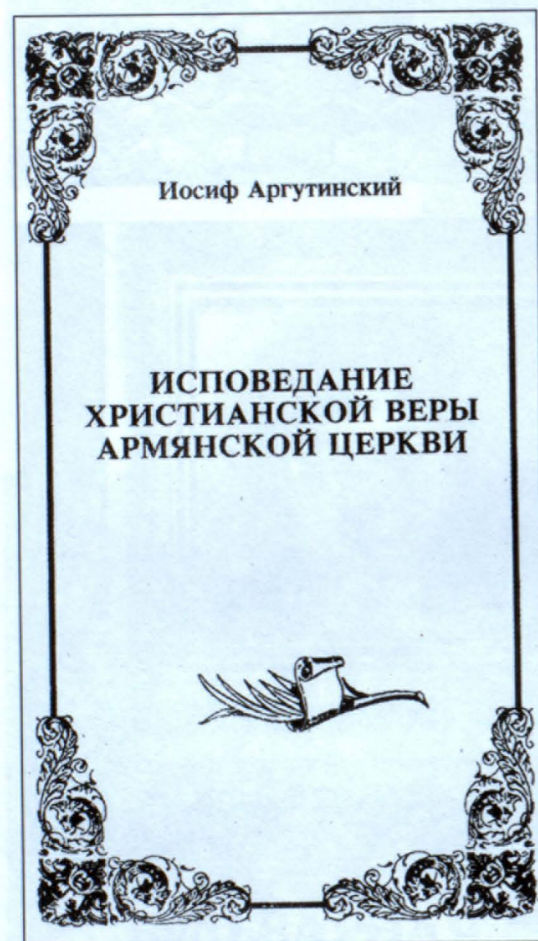 Иосиф Аргутинский
ИСПОВЕДАНИЕ
ХРИСТИАНСКОЙ ВЕРЫ
АРМЯНСКОЙ ЦЕРКВИ